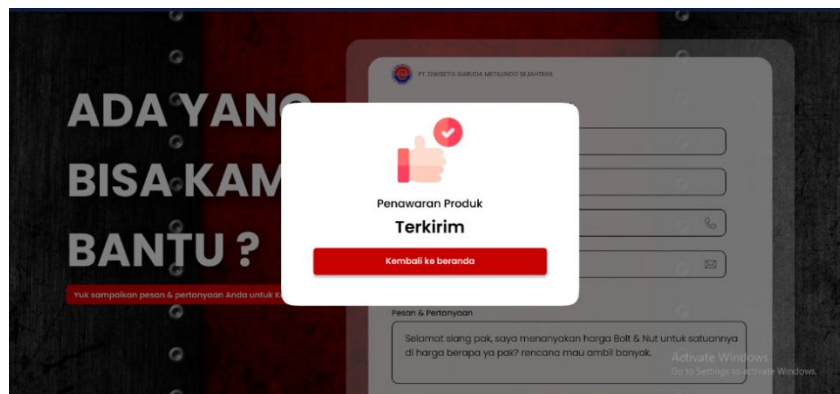 PT. DWISETIA GARUDA METALINDO SEJAHTERA
ADA YANG
BISA KAM
BANTU ?
Yuk sampaikan pesan & pertanyaan Anda untuk K
Penawaran Produk
Terkirim
Kembali ke beranda
Pesan & Pertanyaan
Selamat siang pak, saya menanyakan harga Bolt & Nut untuk satuannya
di harga berapa ya pak? rencana mau ambil banyak.
Activate Windows
Go to Settings to activate Windows.